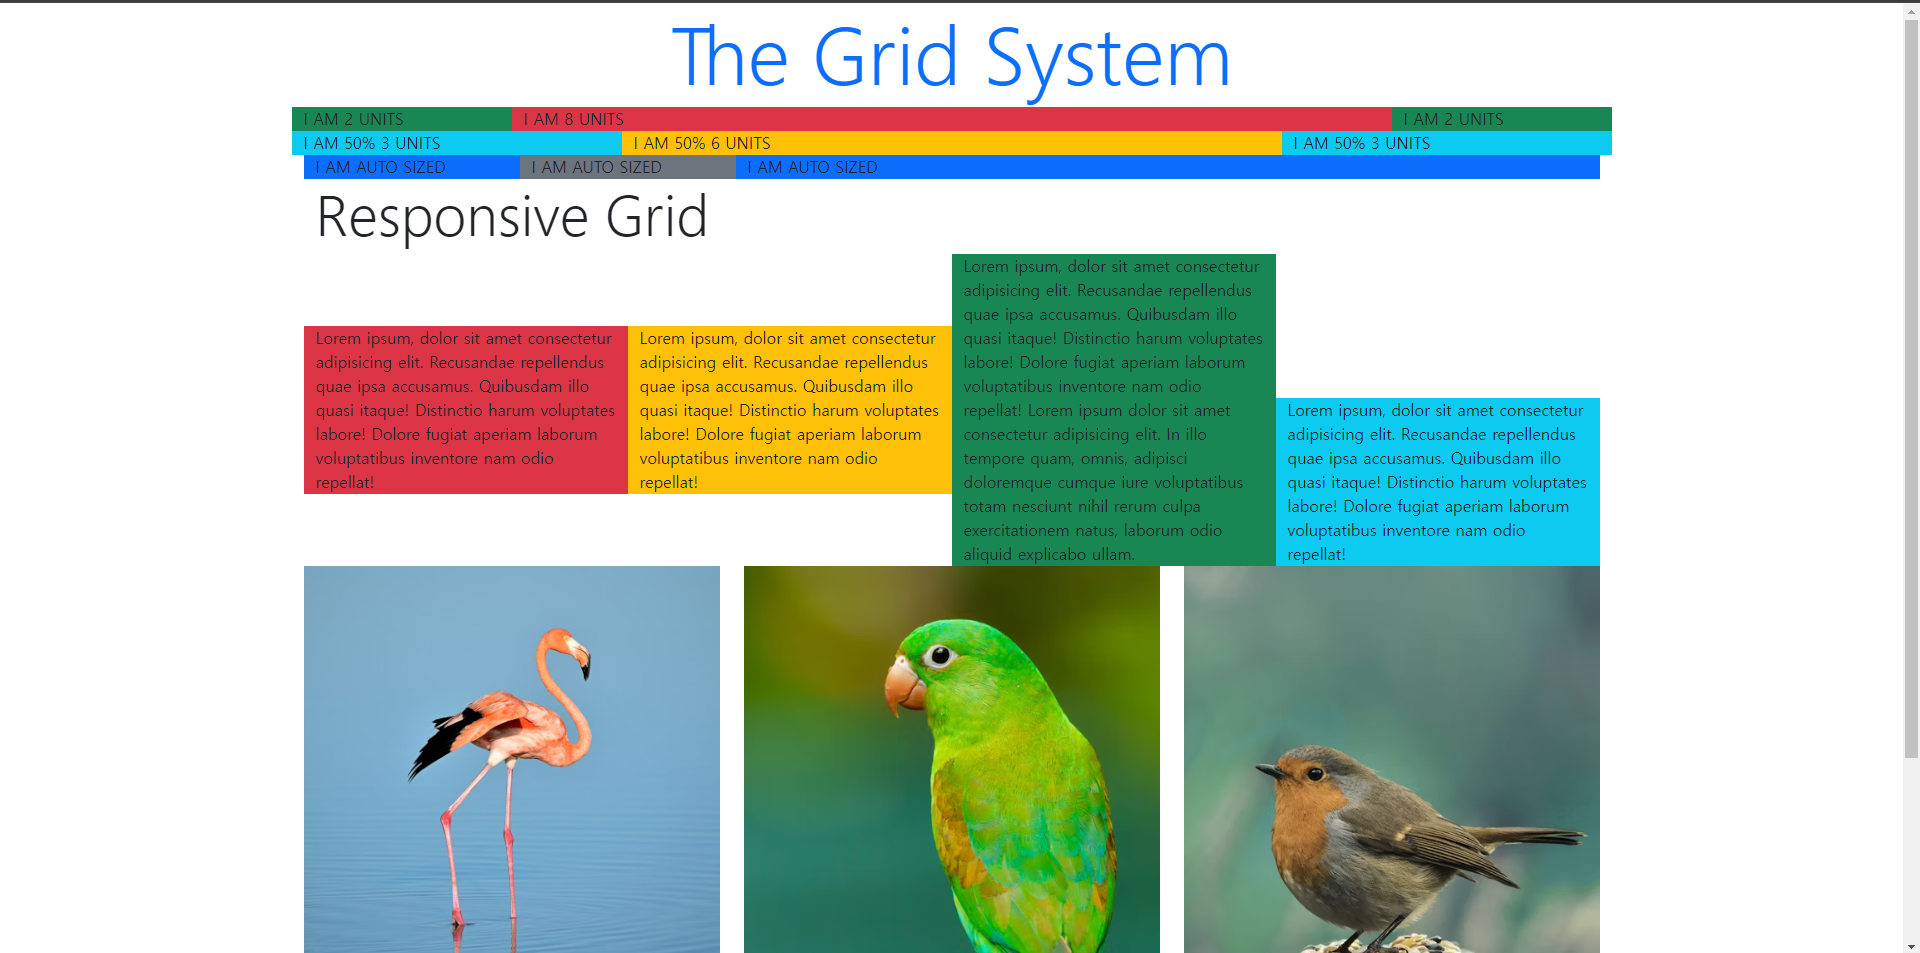 The Grid System
I AM 2 UNITS
I AM 8 UNITS
I AM 2 UNITS
I AM 50% 3 UNITS
I AM 50% 6 UNITS
I AM 50% 3 UNITS
I AM AUTO SIZED
I AM AUTO SIZED
I AM AUTO SIZED
Responsive Grid
Lorem ipsum, dolor sit amet consectetur
adipisicing elit. Recusandae repellendus
quae ipsa accusamus. Quibusdam illo
quasi itaque! Distinctio harum voluptates
labore! Dolore fugiat aperiam laborum
voluptatibus inventore nam odio
repellat!
Lorem ipsum, dolor sit amet consectetur
adipisicing elit. Recusandae repellendus
quae ipsa accusamus. Quibusdam illo
quasi itaque! Distinctio harum voluptates
labore! Dolore fugiat aperiam laborum
voluptatibus inventore nam odio
repellat!
Lorem ipsum, dolor sit amet consectetur
adipisicing elit. Recusandae repellendus
quae ipsa accusamus. Quibusdam illo
quasi itaque! Distinctio harum voluptates
labore! Dolore fugiat aperiam laborum
voluptatibus inventore nam odio
repellat! Lorem ipsum dolor sit amet
consectetur adipisicing elit. In illo
tempore quam, omnis, adipisci
doloremque cumque iure voluptatibus
totam nesciunt nihil rerum culpa
exercitationem natus, laborum odio
aliquid explicabo ullam.
Lorem ipsum, dolor sit amet consectetur
adipisicing elit. Recusandae repellendus
quae ipsa accusamus. Quibusdam illo
quasi itaque! Distinctio harum voluptates
labore! Dolore fugiat aperiam laborum
voluptatibus inventore nam odio
repellat!